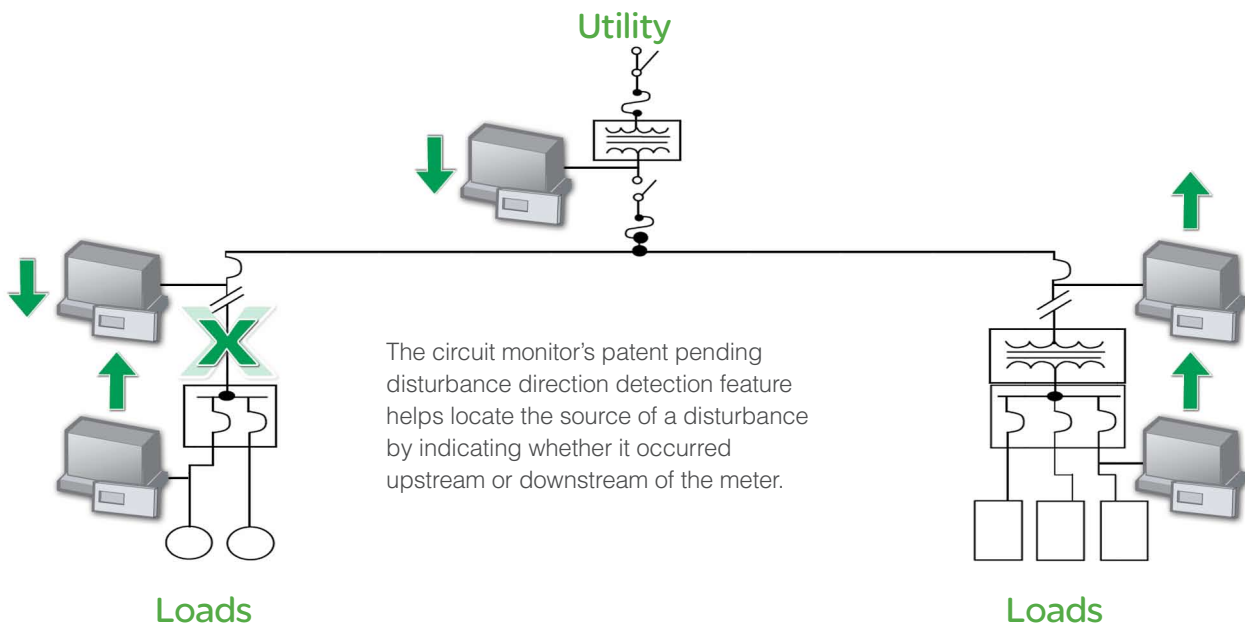 Utility
The circuit monitor’s patent pending
disturbance direction detection feature
helps locate the source of a disturbance
by indicating whether it occurred
upstream or downstream of the meter.
Loads
Loads